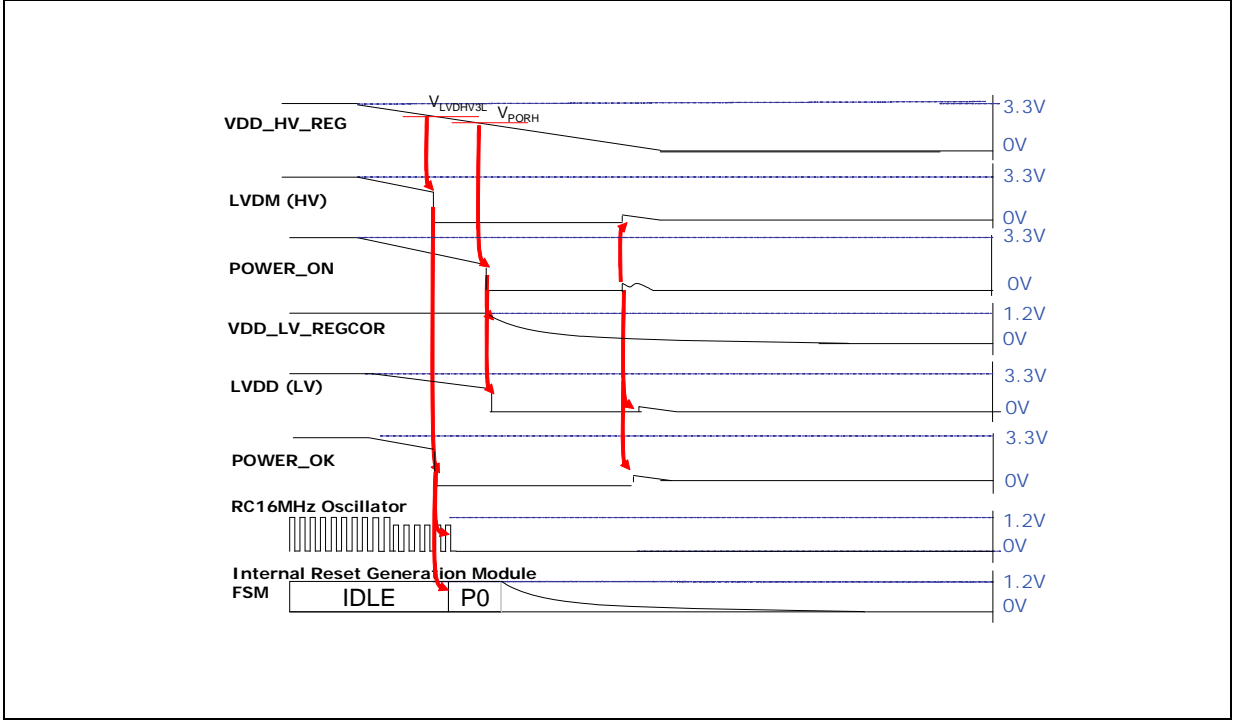 VDD_HV_REG
V_LVDHV3L
V_PORH
3.3V
0V
LVDM (HV)
3.3V
0V
POWER_ON
3.3V
0V
VDD_LV_REGCOR
1.2V
0V
LVDD (LV)
3.3V
0V
POWER_OK
3.3V
0V
RC16MHz Oscillator
1.2V
0V
Internal Reset Generation Module
FSM
IDLE
P0
1.2V
0V